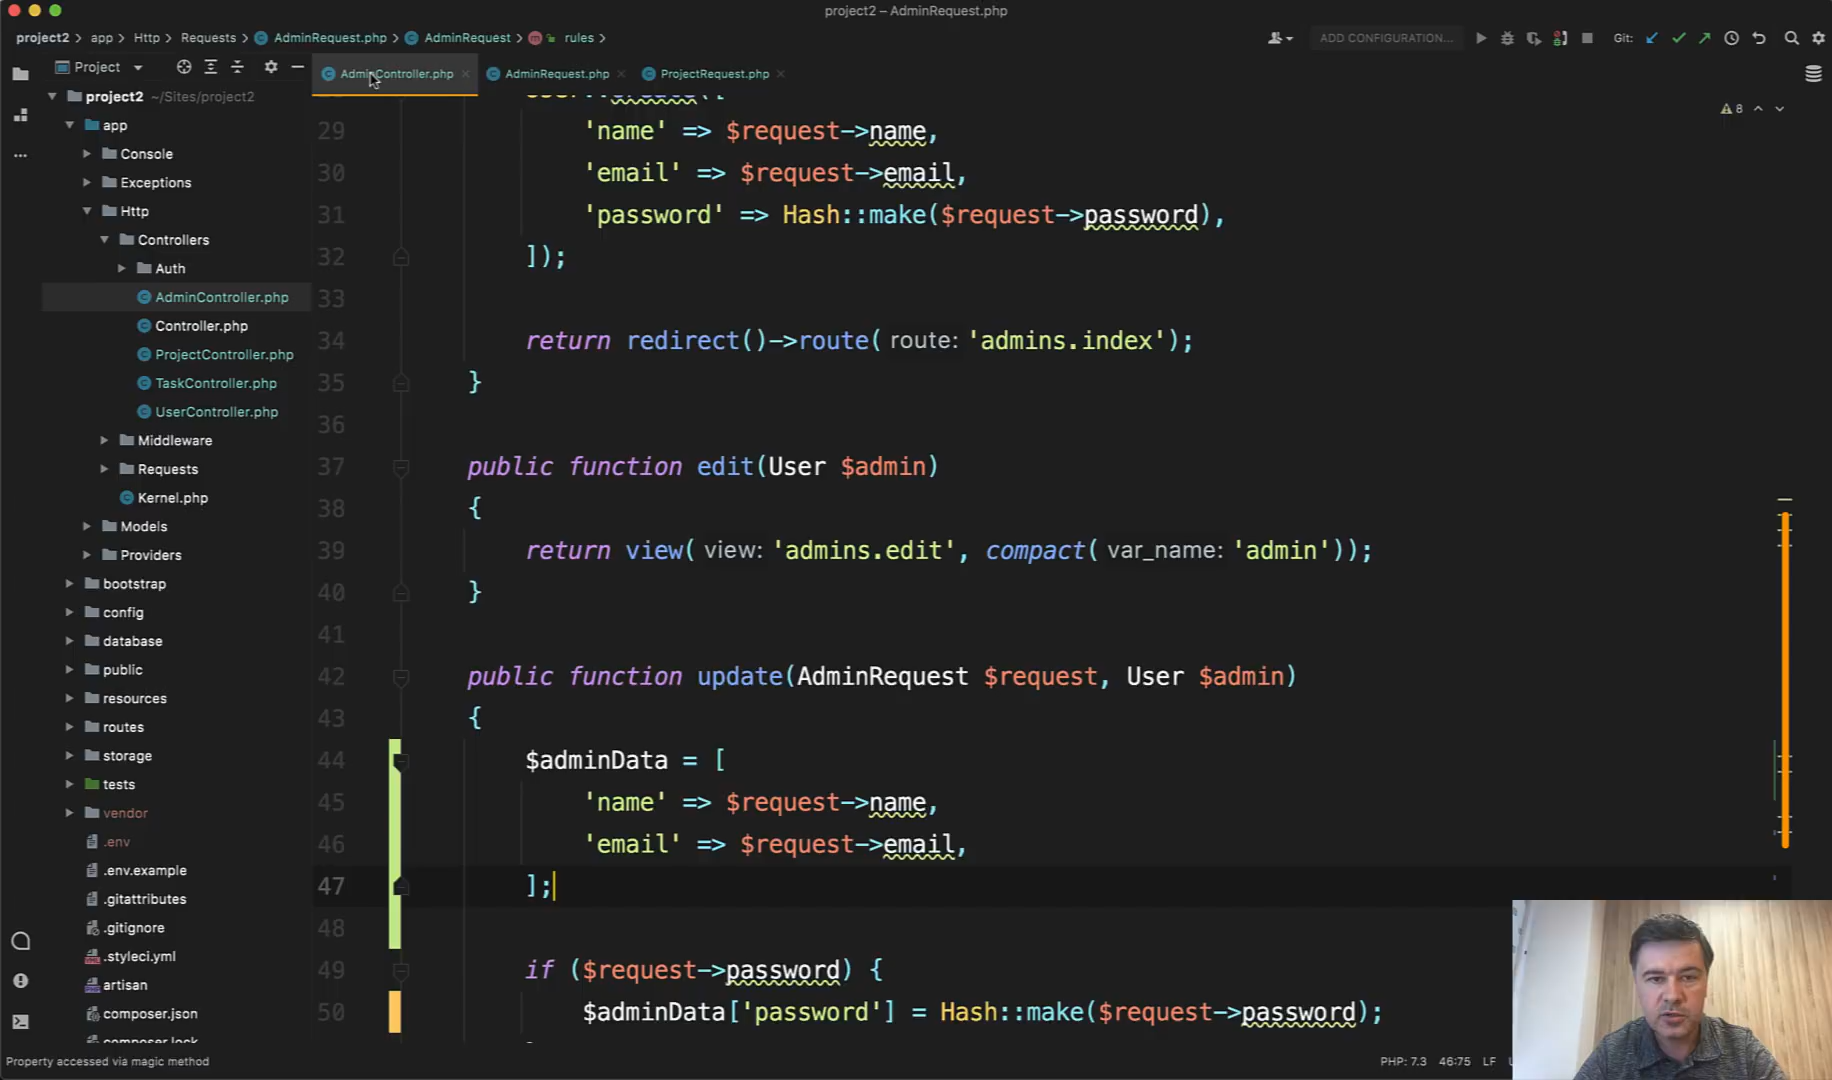 project2 – AdminRequest.php
project2 > app > Http > Requests > AdminRequest.php > AdminRequest > rules >
ADD CONFIGURATION...
Git:
Project
AdminController.php
AdminRequest.php
ProjectRequest.php
project2 ~/Sites/project2
app
Console
Exceptions
Http
Controllers
Auth
AdminController.php
Controller.php
ProjectController.php
TaskController.php
UserController.php
Middleware
Requests
Kernel.php
Models
Providers
bootstrap
config
database
public
resources
routes
storage
tests
vendor
.env
.env.example
.gitattributes
.gitignore
.styleci.yml
artisan
composer.json
composer.lock
8
29 'name' => $request->name,
30 'email' => $request->email,
31 'password' => Hash::make($request->password),
32 ]);
33
34 return redirect()->route( route: 'admins.index');
35 }
36
37 public function edit(User $admin)
38 {
39 return view( view: 'admins.edit', compact( var_name: 'admin'));
40 }
41
42 public function update(AdminRequest $request, User $admin)
43 {
44 $adminData = [
45 'name' => $request->name,
46 'email' => $request->email,
47 ];
48
49 if ($request->password) {
50 $adminData['password'] = Hash::make($request->password);
Property accessed via magic method
PHP: 7.3 46:75 LF